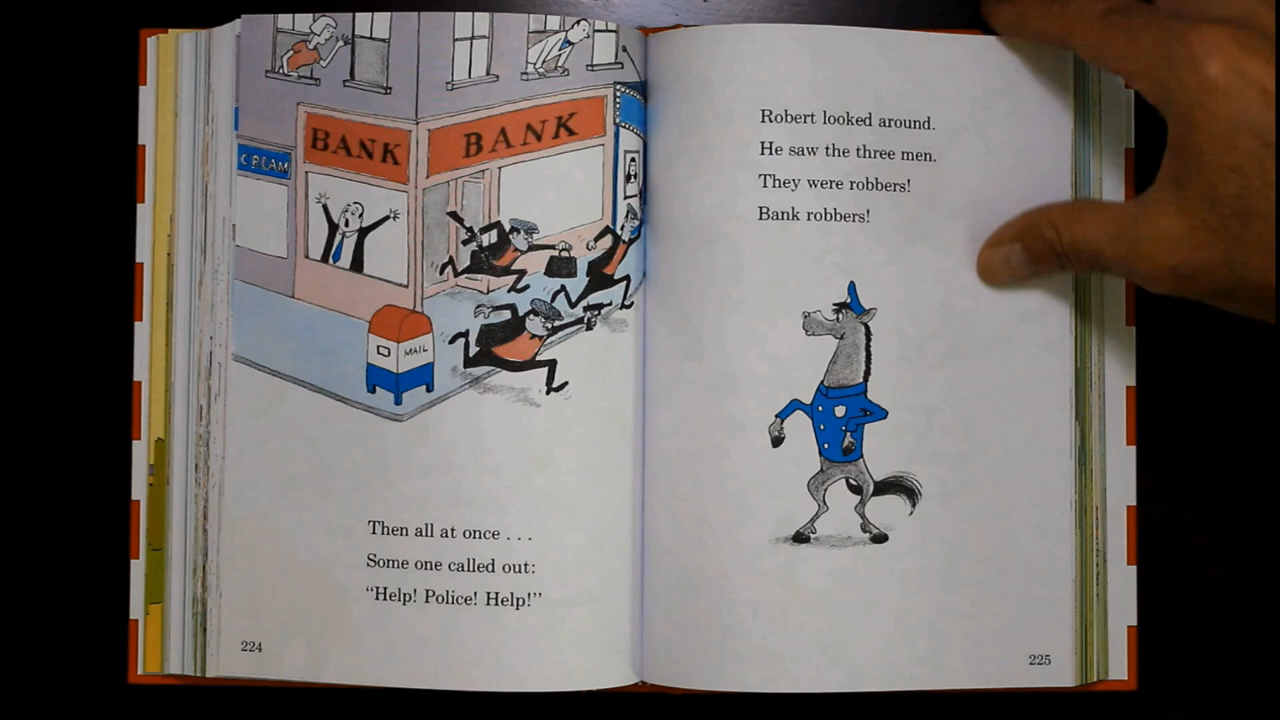 BANK
BANK
CREAM
MAIL
Then all at once . . .
Some one called out:
“Help! Police! Help!”
224
Robert looked around.
He saw the three men.
They were robbers!
Bank robbers!
225